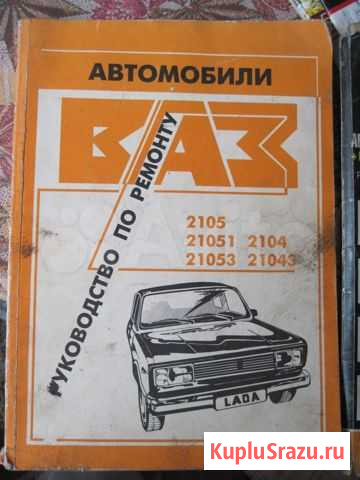 АВТОМОБИЛИ
ВАЗ
РУКОВОДСТВО ПО РЕМОНТУ
2105
21051 2104
21053 21043
LADA
KupluSrazu.ru